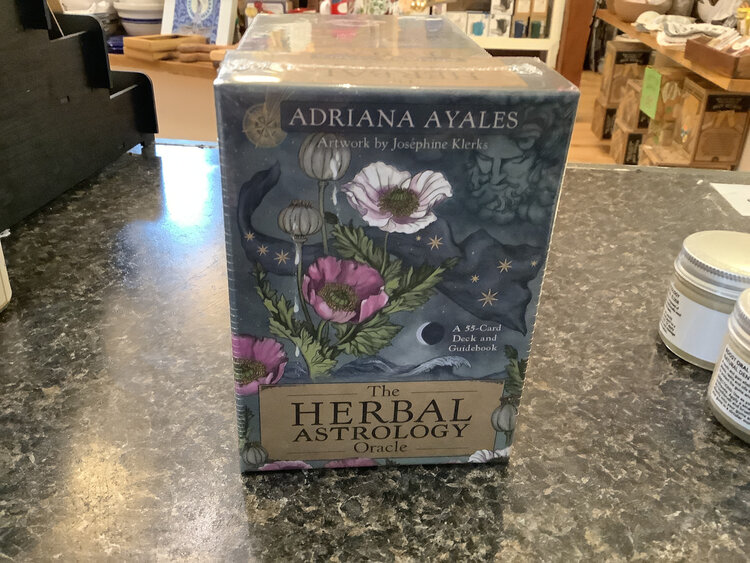 ADRIANA AYALES
Artwork by Joséphine Klerks
A 55-Card
Deck and
Guidebook
The
HERBAL
ASTROLOGY
Oracle